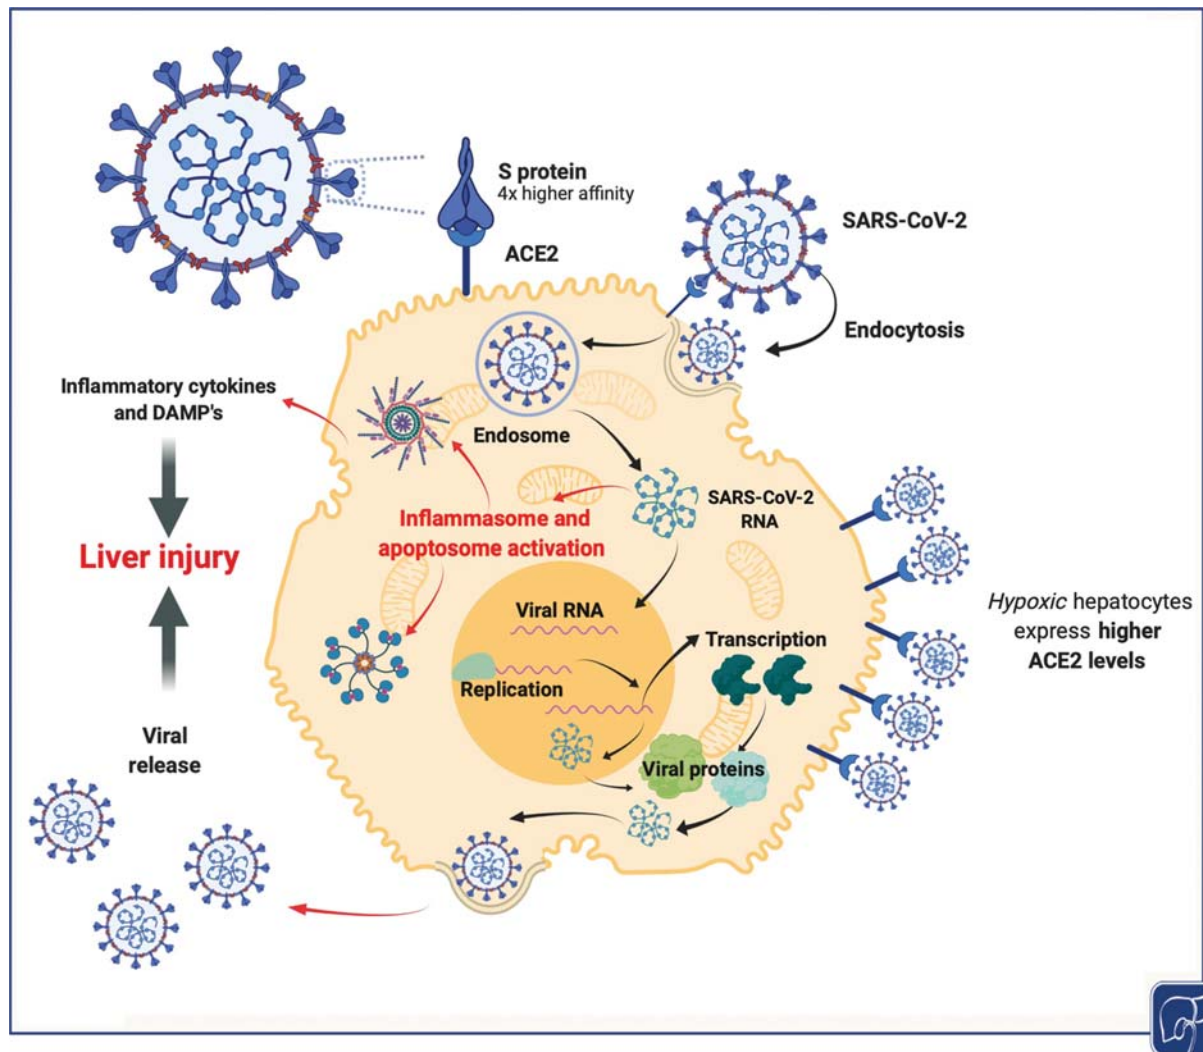 S protein
4x higher affinity
ACE2
SARS-CoV-2
Endocytosis
Inflammatory cytokines
and DAMP's
Endosome
SARS-CoV-2
RNA
Inflammasome and
apoptosome activation
Liver injury
Viral RNA
Transcription
Hypoxic hepatocytes
express higher
ACE2 levels
Replication
Viral
release
Viral proteins